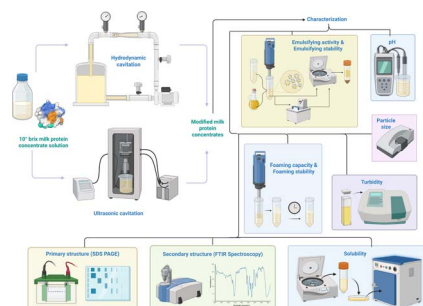 Hydrodynamic
cavitation
10° brix milk protein
concentrate solution
Ultrasonic cavitation
Modified milk
protein
concentrates
Characterization
Emulsifying activity &
Emulsifying stability
pH
Particle
size
Foaming capacity &
Foaming stability
Turbidity
Primary structure (SDS PAGE)
Secondary structure (FTIR Spectroscopy)
Solubility